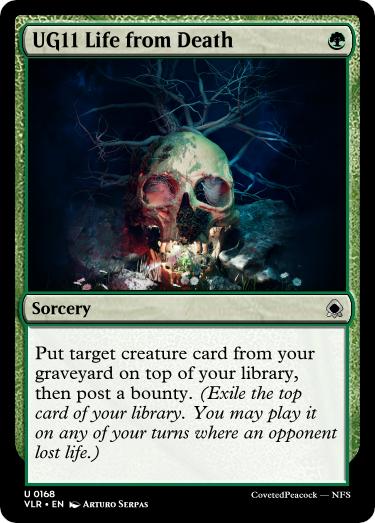 UG11 Life from Death
Sorcery
Put target creature card from your
graveyard on top of your library,
then post a bounty. (Exile the top
card of your library. You may play it
on any of your turns where an opponent
lost life.)
U 0168
VLR • EN Arturo Serpas
CovetedPeacock — NFS